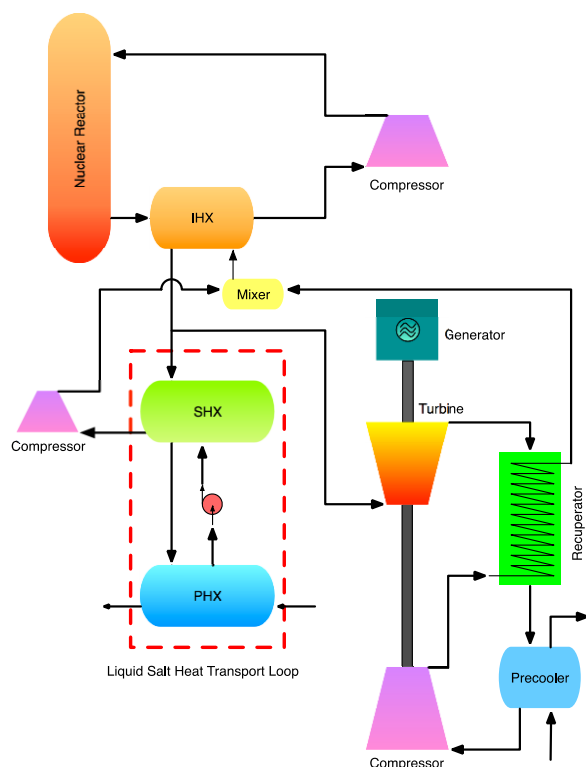 Nuclear Reactor
IHX
Compressor
Mixer
Generator
SHX
Turbine
Compressor
Recuperator
PHX
Liquid Salt Heat Transport Loop
Precooler
Compressor